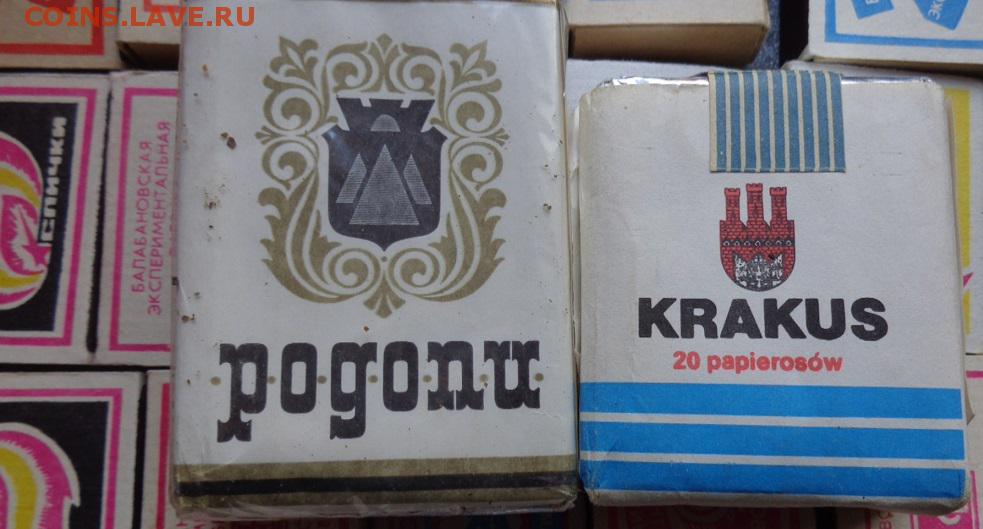 COINS.LAVE.RU
СПИЧКИ
БАЛАБАНОВСКАЯ
ЭКСПЕРИМЕНТАЛЬНАЯ
родопи
KRAKUS
20 papierosów